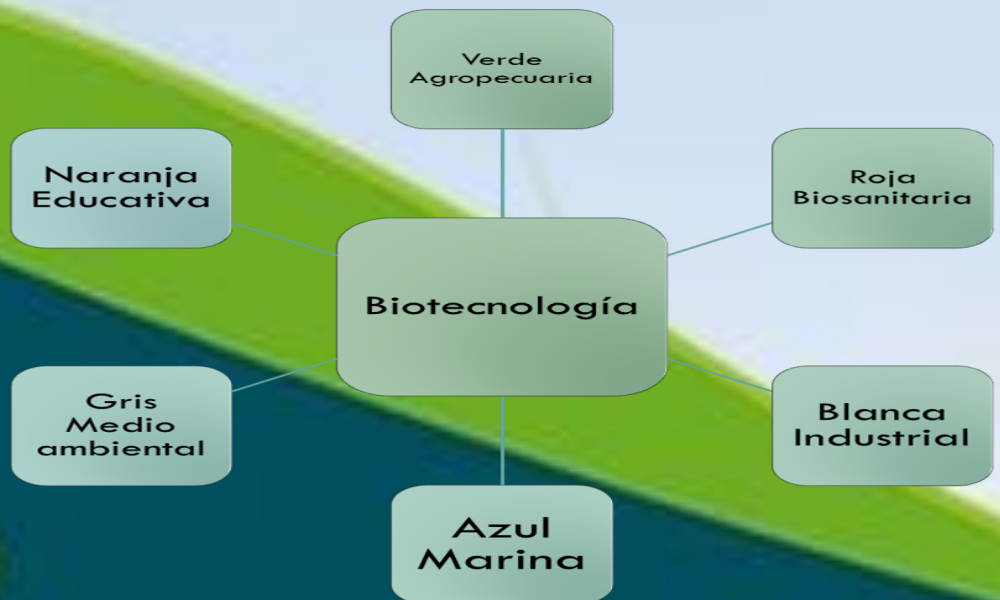 Verde
Agropecuaria
Naranja
Educativa
Roja
Biosanitaria
Biotecnología
Gris
Medio
ambiental
Blanca
Industrial
Azul
Marina